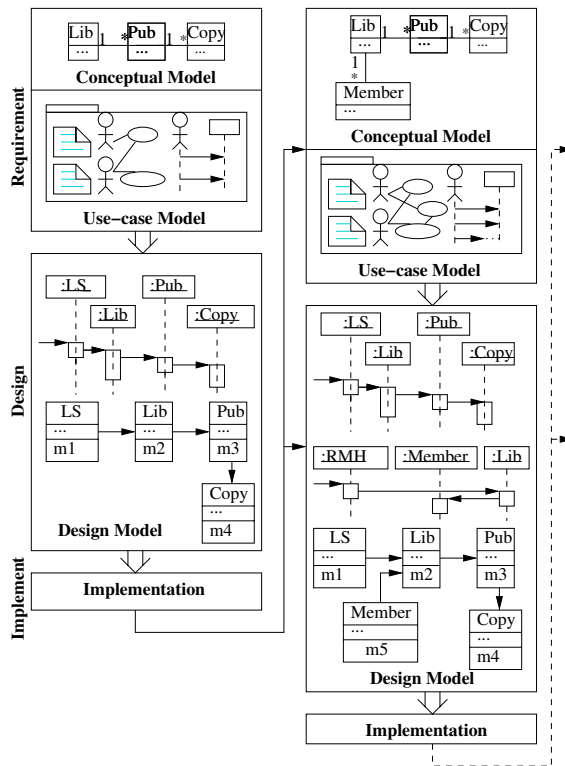 Requirement
Design
Implement
Lib 1 * Pub 1 * Copy
... ... ...
Conceptual Model
Use-case Model
:LS :Pub
:Lib :Copy
LS Lib Pub
... ... ...
m1 m2 m3
Copy
...
m4
Design Model
Implementation
Lib 1 * Pub 1 * Copy
... ... ...
1
*
Member
...
Conceptual Model
...
Use-case Model
:LS :Pub
:Lib :Copy
:RMH :Member :Lib
LS Lib Pub
... ... ...
m1 m2 m3
Member Copy
... ...
m5 m4
Design Model
Implementation